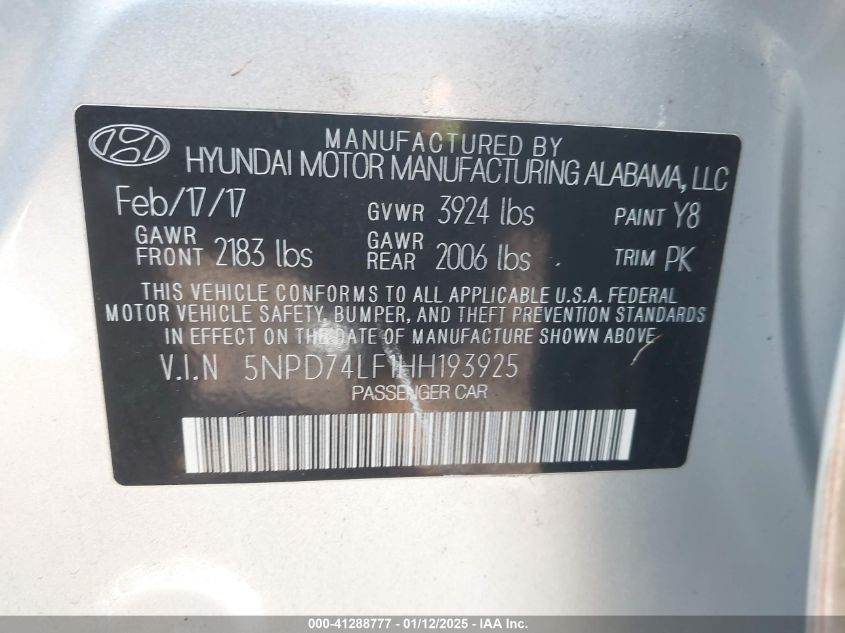 MANUFACTURED BY
HYUNDAI MOTOR MANUFACTURING ALABAMA, LLC
Feb/17/17 GVWR 3924 lbs PAINT Y8
GAWR FRONT 2183 lbs GAWR REAR 2006 lbs TRIM PK
THIS VEHICLE CONFORMS TO ALL APPLICABLE U.S.A. FEDERAL
MOTOR VEHICLE SAFETY, BUMPER, AND THEFT PREVENTION STANDARDS
IN EFFECT ON THE DATE OF MANUFACTURE SHOWN ABOVE.
V.I.N 5NPD74LF1HH193925
PASSENGER CAR
000-41288777 - 01/12/2025 - IAA Inc.